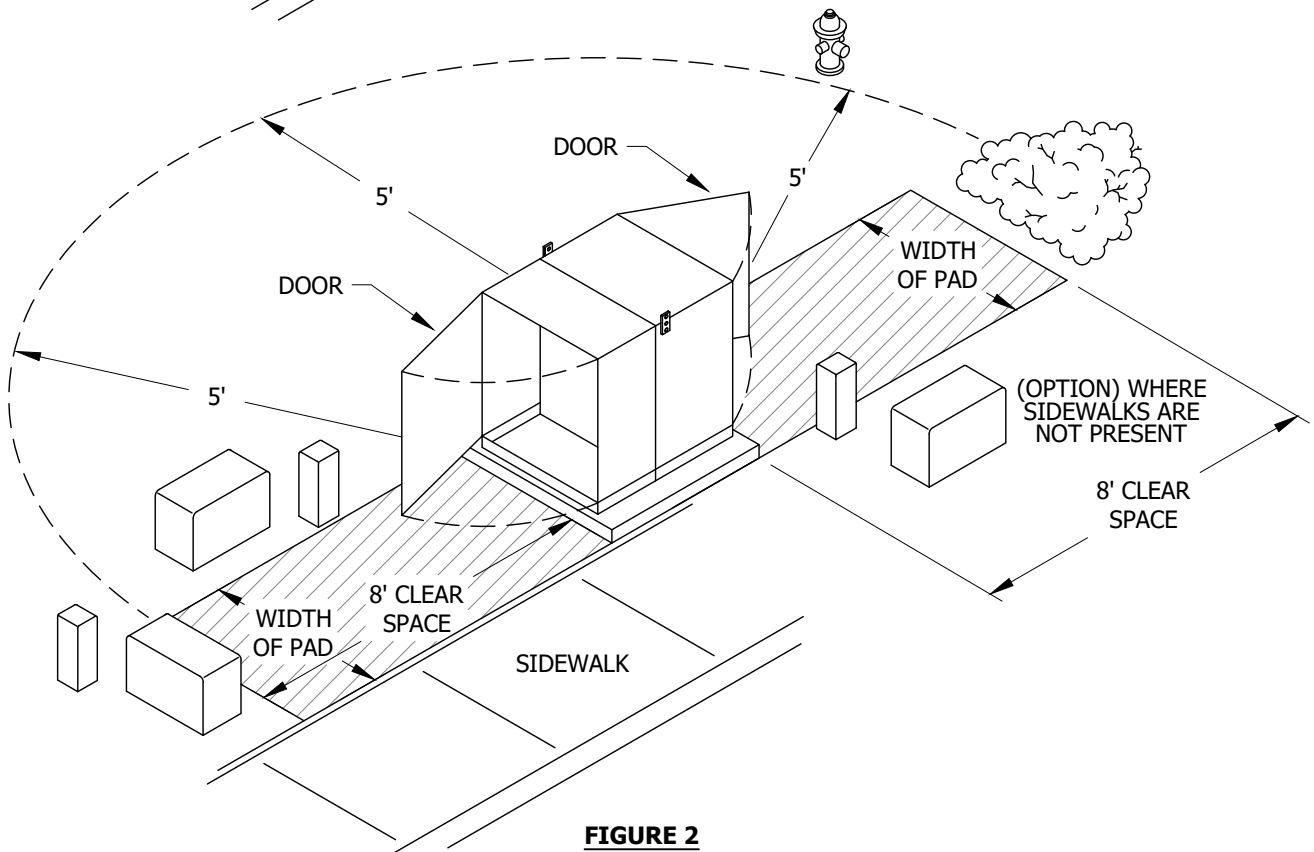 DOOR
5'
5'
DOOR
WIDTH
OF PAD
5'
(OPTION) WHERE
SIDEWALKS ARE
NOT PRESENT
8' CLEAR
SPACE
8' CLEAR
SPACE
WIDTH
OF PAD
SIDEWALK
FIGURE 2